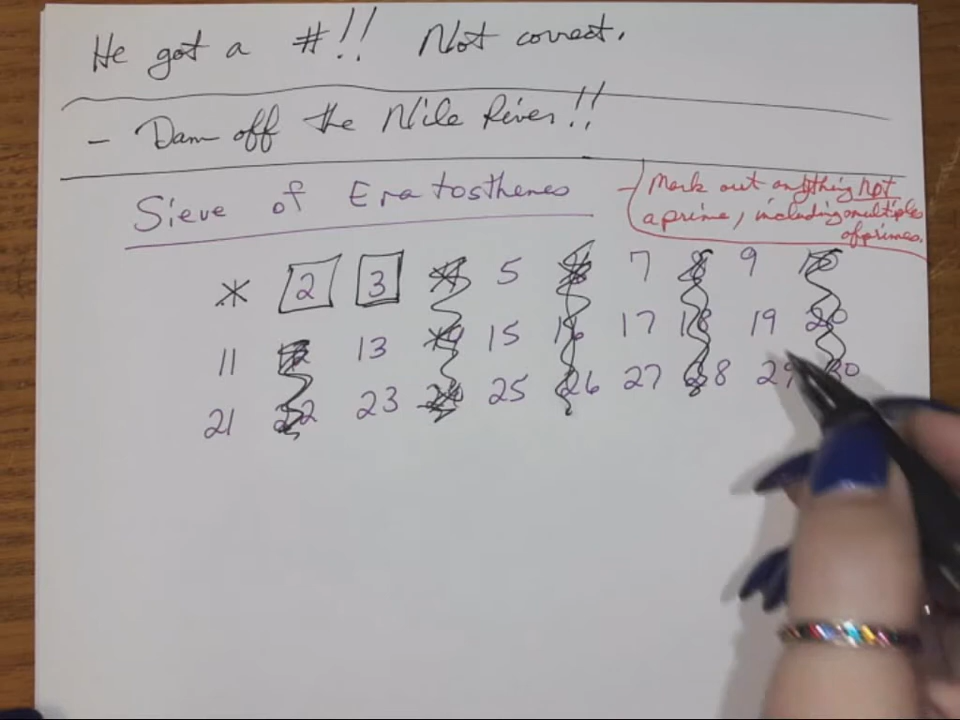 He got a #!! Not correct.
- Dam off the Nile River!!
Sieve of Eratosthenes
- Mark out anything not
a prime, including multiples
of primes.
* 2 3 4 5 6 7 8 9 10
11 12 13 14 15 16 17 18 19 20
21 22 23 24 25 26 27 28 29 30